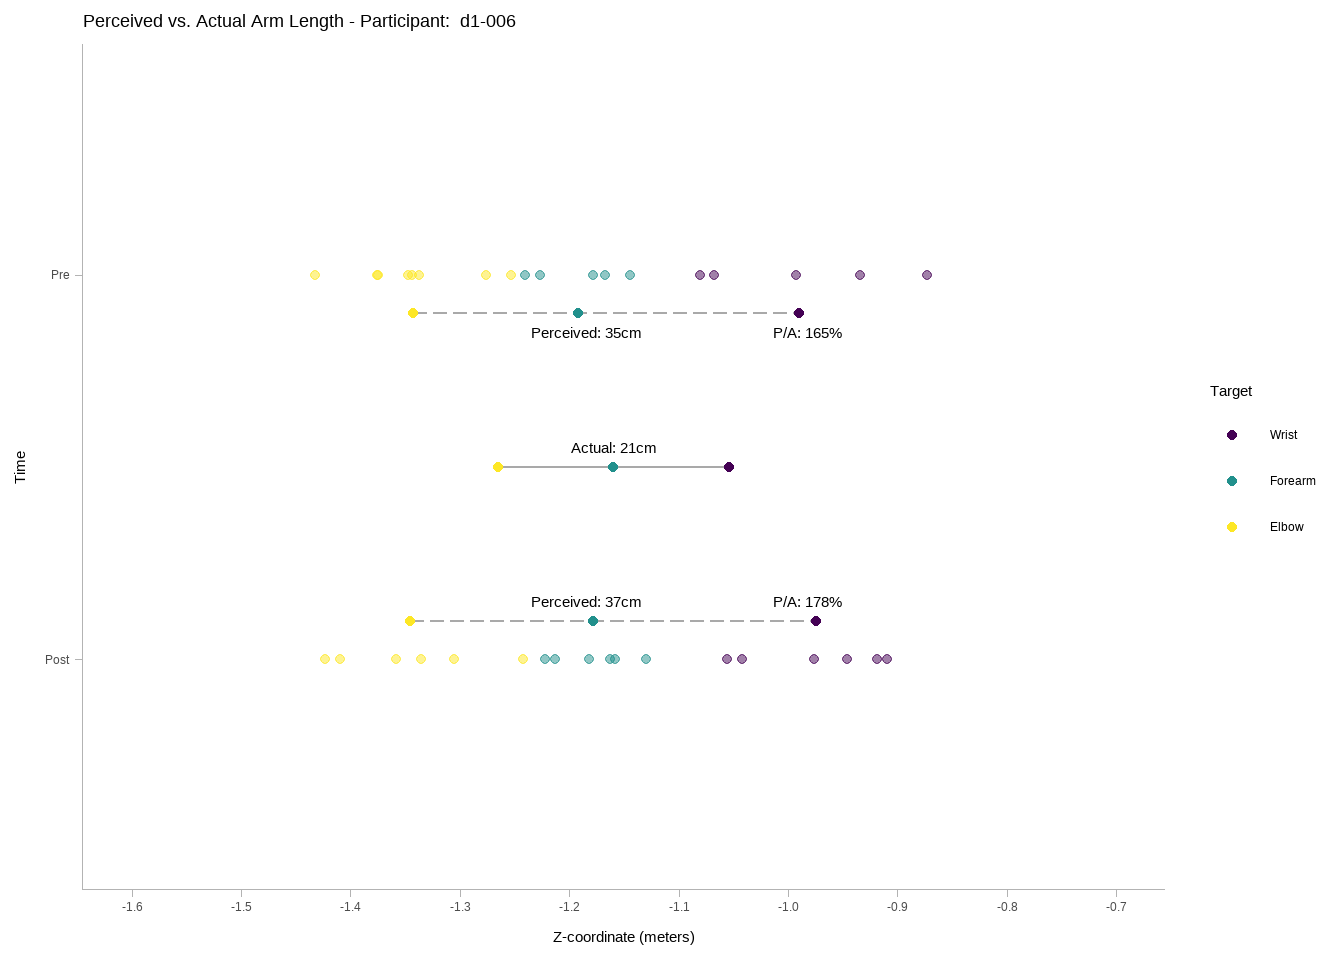 Perceived vs. Actual Arm Length - Participant:  d1-006
Pre
Perceived: 35cm
P/A: 165%
Target
Actual: 21cm
Wrist
Time
Forearm
Elbow
Perceived: 37cm
P/A: 178%
Post
-1.6
-1.5
-1.4
-1.3
-1.2
-1.1
-1.0
-0.9
-0.8
-0.7
Z-coordinate (meters)